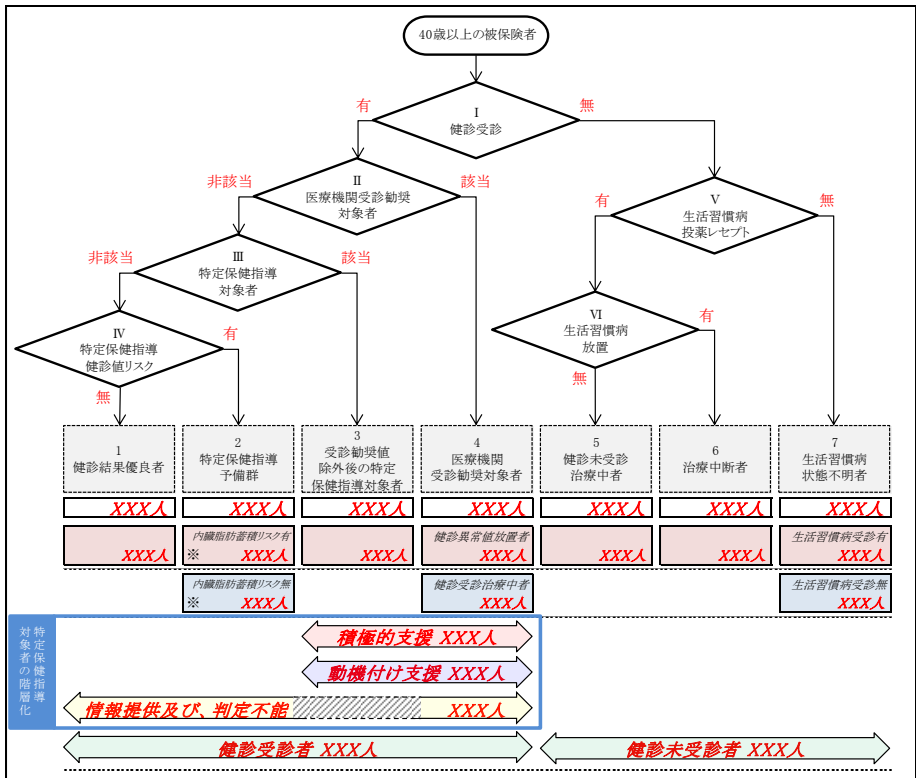 40歳以上の被保険者
Ⅰ
健診受診
有
無
Ⅱ
医療機関受診勧奨
対象者
非該当
該当
Ⅴ
生活習慣病
投薬レセプト
有
無
Ⅲ
特定保健指導
対象者
非該当
該当
Ⅵ
生活習慣病
放置
有
無
Ⅳ
特定保健指導
健診値リスク
有
無
1
健診結果優良者
2
特定保健指導
予備群
3
受診勧奨値
除外後の特定
保健指導対象者
4
医療機関
受診勧奨対象者
5
健診未受診
治療中者
6
治療中断者
7
生活習慣病
状態不明者
XXX人
XXX人
XXX人
XXX人
XXX人
XXX人
XXX人
XXX人
内臓脂肪蓄積リスク有
※ XXX人
XXX人
健診異常値放置者
XXX人
XXX人
XXX人
生活習慣病受診有
XXX人
内臓脂肪蓄積リスク無
※ XXX人
健診受診治療中者
XXX人
生活習慣病受診無
XXX人
特定保健指導
対象者の階層化
積極的支援 XXX人
動機付け支援 XXX人
情報提供及び、判定不能 XXX人
健診受診者 XXX人
健診未受診者 XXX人